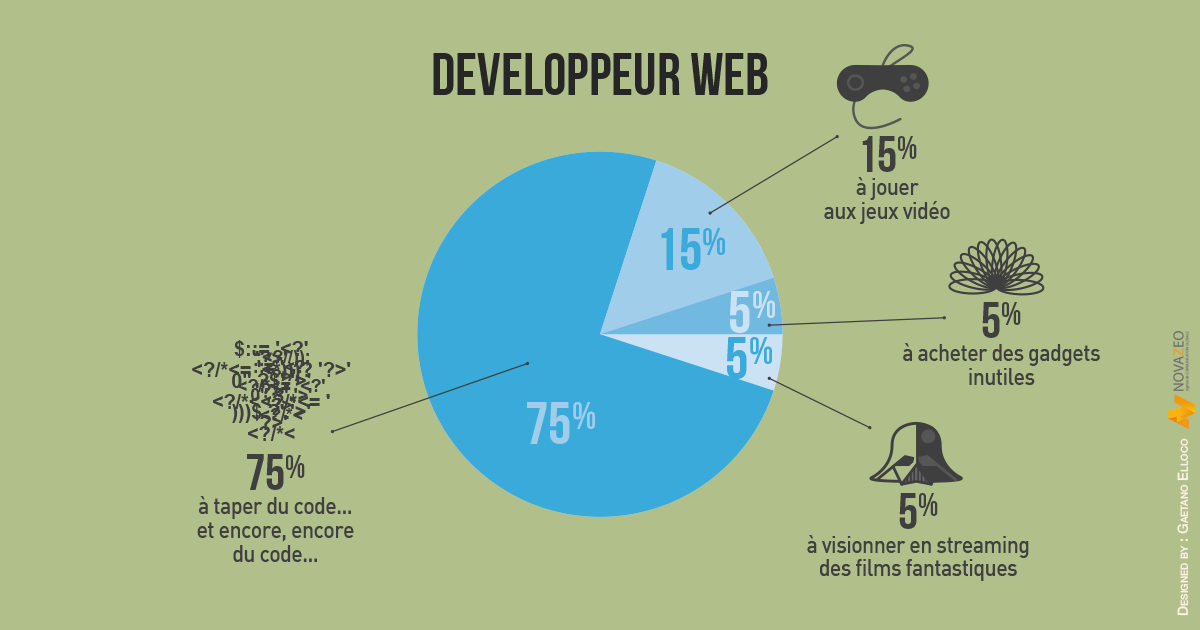 DEVELOPPEUR WEB
15%
à jouer
aux jeux vidéo
15%
5%
5%
à acheter des gadgets
inutiles
5%
75%
75%
à taper du code...
et encore, encore
du code...
5%
à visionner en streaming
des films fantastiques
NOVAZEO
DESIGNED BY : GAETANO ELLOCO